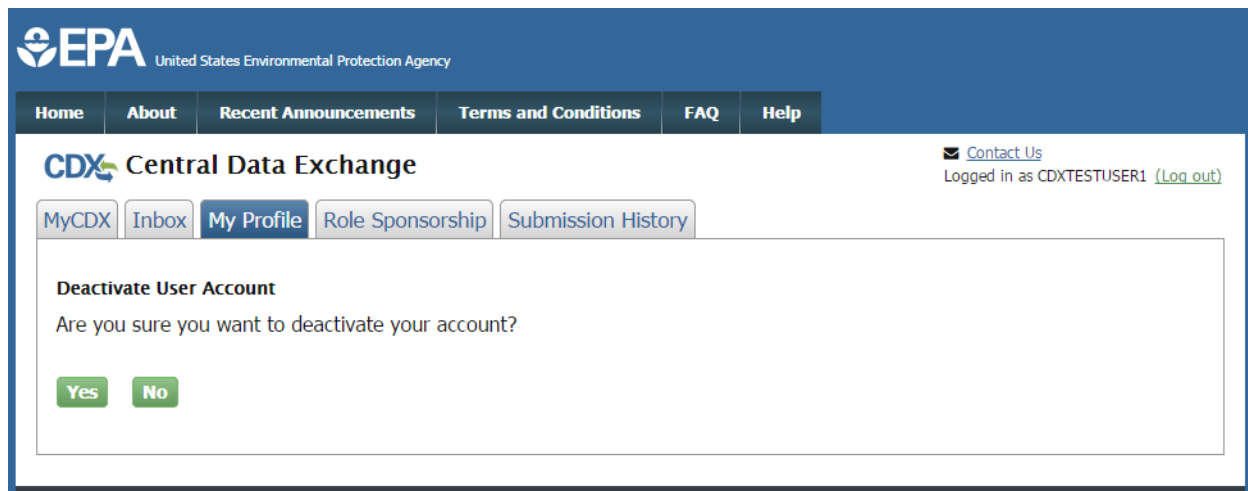 EPA United States Environmental Protection Agency
Home About Recent Announcements Terms and Conditions FAQ Help
CDX Central Data Exchange
Contact Us
Logged in as CDXTESTUSER1 (Log out)
MyCDX Inbox My Profile Role Sponsorship Submission History
Deactivate User Account
Are you sure you want to deactivate your account?
Yes No